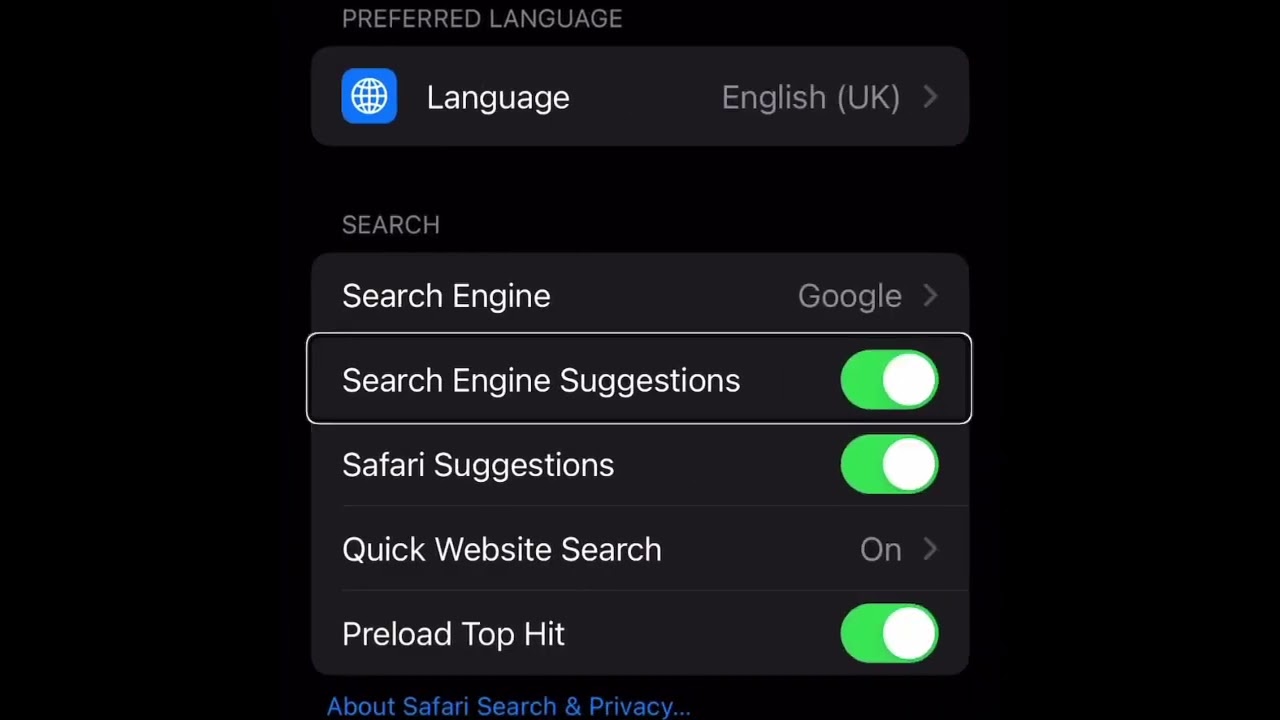 PREFERRED LANGUAGE
Language English (UK)
SEARCH
Search Engine Google
Search Engine Suggestions
Safari Suggestions
Quick Website Search On
Preload Top Hit
About Safari Search & Privacy...